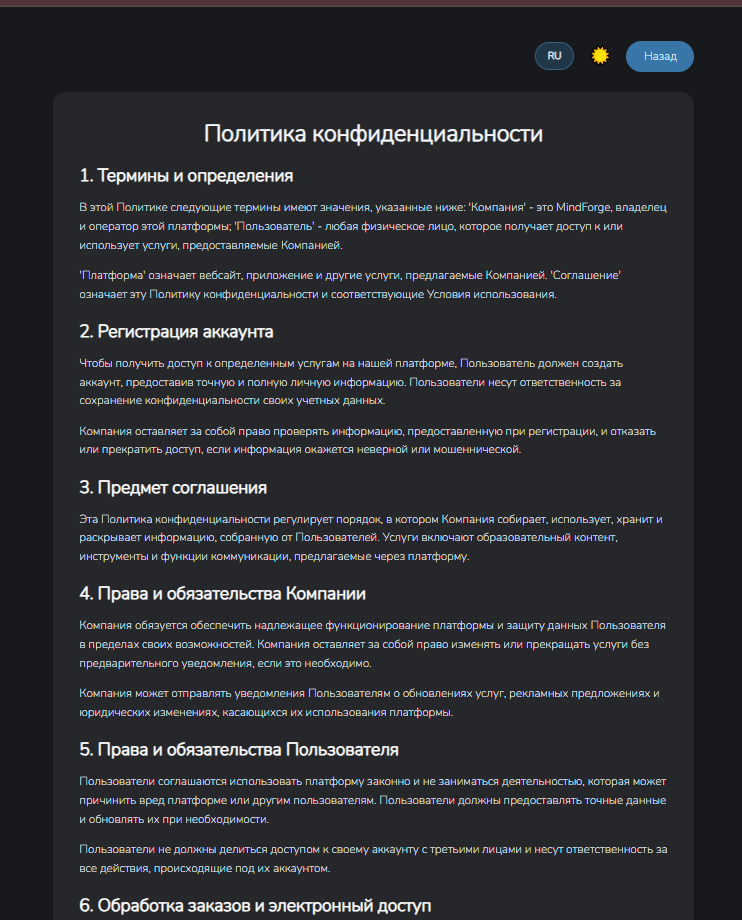 RU
Назад
Политика конфиденциальности
1. Термины и определения
В этой Политике следующие термины имеют значения, указанные ниже: 'Компания' - это MindForge, владелец
и оператор этой платформы; 'Пользователь' - любая физическое лицо, которое получает доступ к или
использует услуги, предоставляемые Компанией.
'Платформа' означает вебсайт, приложение и другие услуги, предлагаемые Компанией. 'Соглашение'
означает эту Политику конфиденциальности и соответствующие Условия использования.
2. Регистрация аккаунта
Чтобы получить доступ к определенным услугам на нашей платформе, Пользователь должен создать
аккаунт, предоставив точную и полную личную информацию. Пользователи несут ответственность за
сохранение конфиденциальности своих учетных данных.
Компания оставляет за собой право проверять информацию, предоставленную при регистрации, и отказать
или прекратить доступ, если информация окажется неверной или мошеннической.
3. Предмет соглашения
Эта Политика конфиденциальности регулирует порядок, в котором Компания собирает, использует, хранит и
раскрывает информацию, собранную от Пользователей. Услуги включают образовательный контент,
инструменты и функции коммуникации, предлагаемые через платформу.
4. Права и обязательства Компании
Компания обязуется обеспечить надлежащее функционирование платформы и защиту данных Пользователя
в пределах своих возможностей. Компания оставляет за собой право изменять или прекращать услуги без
предварительного уведомления, если это необходимо.
Компания может отправлять уведомления Пользователям о обновлениях услуг, рекламных предложениях и
юридических изменениях, касающихся их использования платформы.
5. Права и обязательства Пользователя
Пользователи соглашаются использовать платформу законно и не заниматься деятельностью, которая может
причинить вред платформе или другим пользователям. Пользователи должны предоставлять точные данные
и обновлять их при необходимости.
Пользователи не должны делиться доступом к своему аккаунту с третьими лицами и несут ответственность за
все действия, происходящие под их аккаунтом.
6. Обработка заказов и электронный доступ